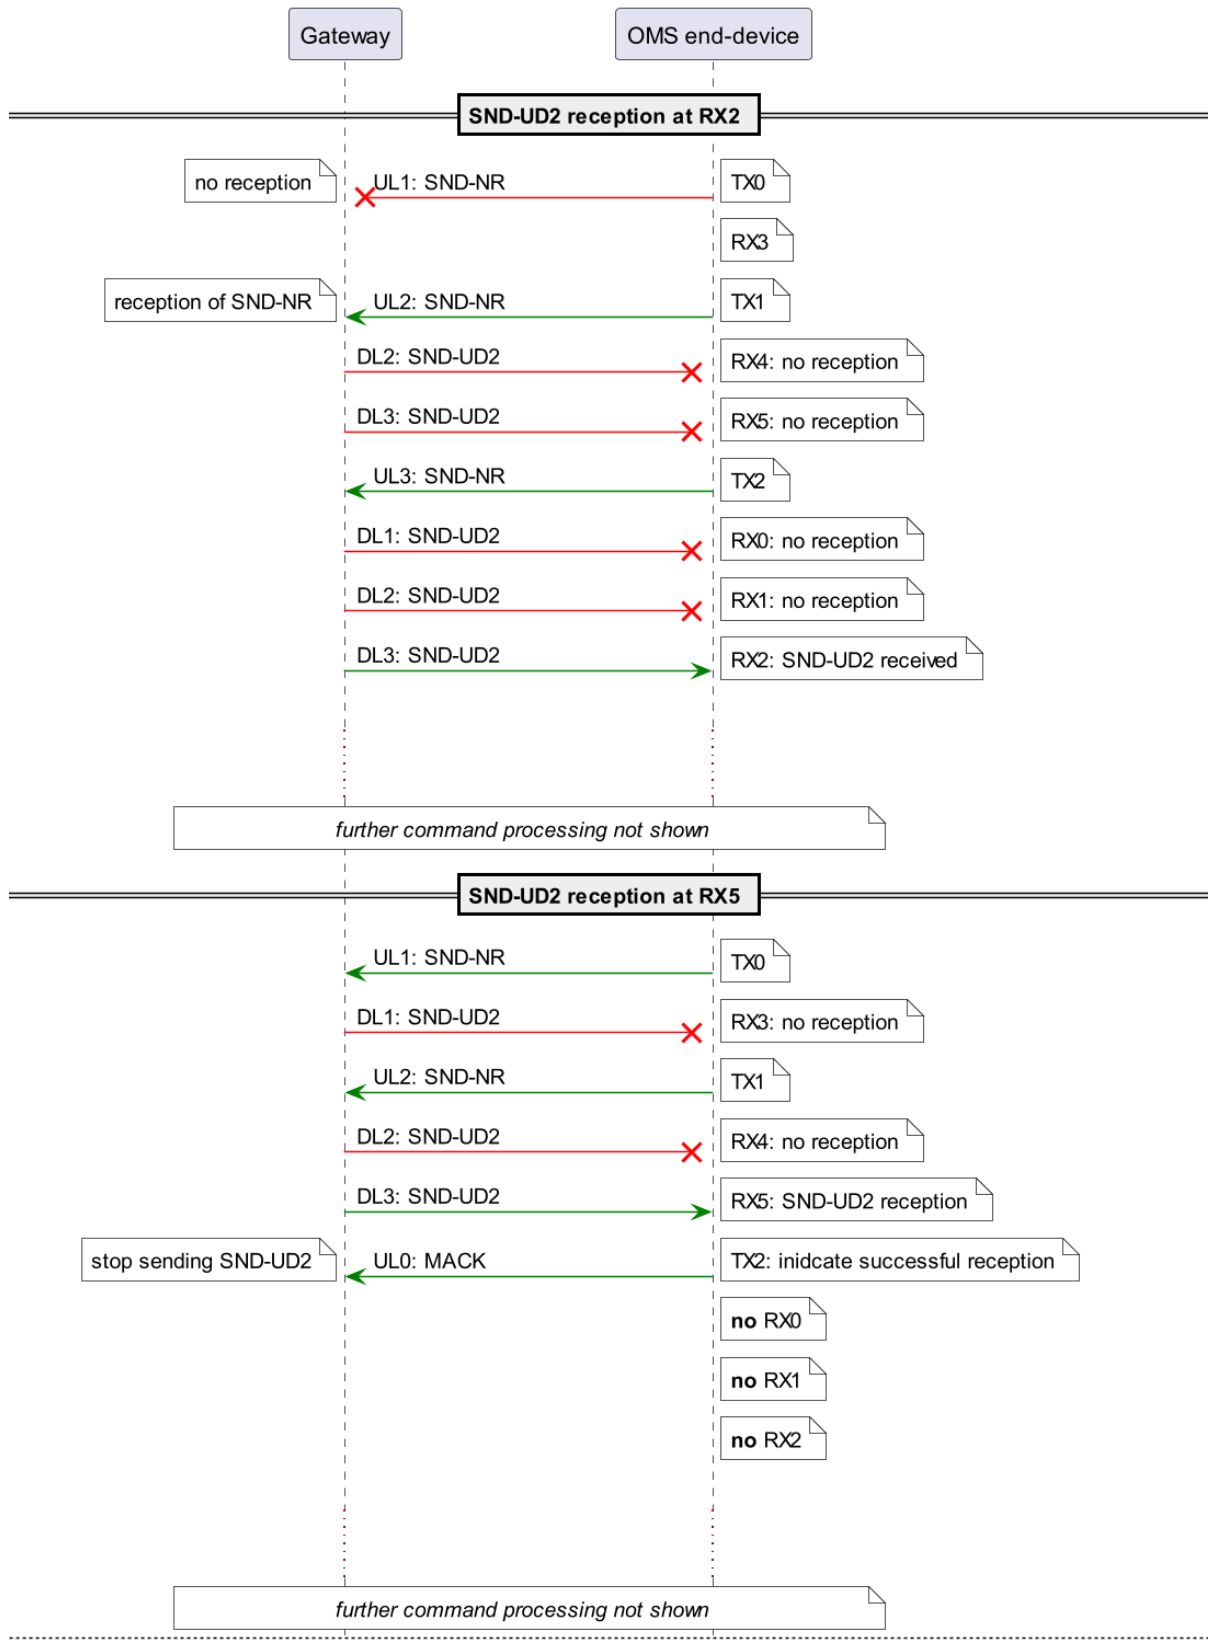 Gateway
OMS end-device
SND-UD2 reception at RX2
no reception
UL1: SND-NR
TX0
RX3
reception of SND-NR
UL2: SND-NR
TX1
DL2: SND-UD2
RX4: no reception
DL3: SND-UD2
RX5: no reception
UL3: SND-NR
TX2
DL1: SND-UD2
RX0: no reception
DL2: SND-UD2
RX1: no reception
DL3: SND-UD2
RX2: SND-UD2 received
further command processing not shown
SND-UD2 reception at RX5
UL1: SND-NR
TX0
DL1: SND-UD2
RX3: no reception
UL2: SND-NR
TX1
DL2: SND-UD2
RX4: no reception
DL3: SND-UD2
RX5: SND-UD2 reception
stop sending SND-UD2
UL0: MACK
TX2: inidcate successful reception
no RX0
no RX1
no RX2
further command processing not shown